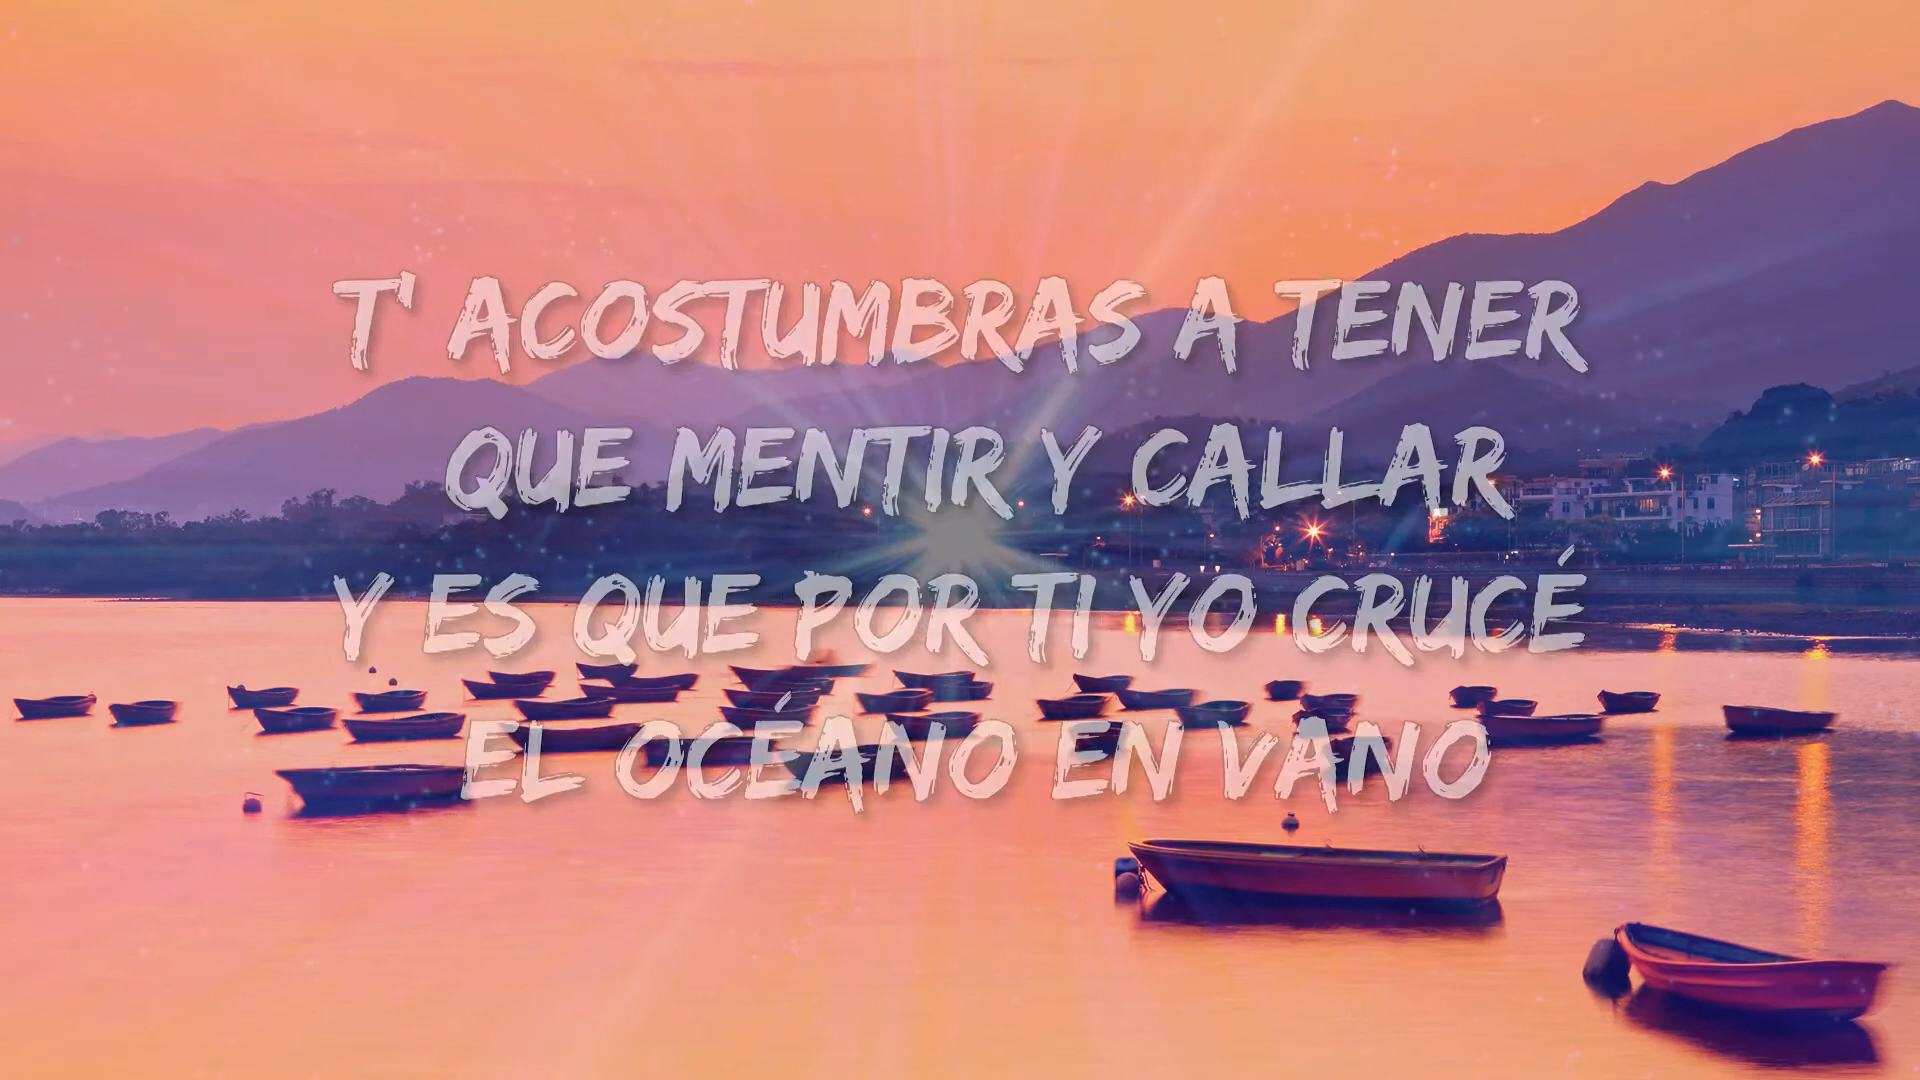 T' ACOSTUMBRAS A TENER
QUE MENTIR Y CALLAR
Y ES QUE POR TI YO CRUCÉ
EL OCÉANO EN VANO